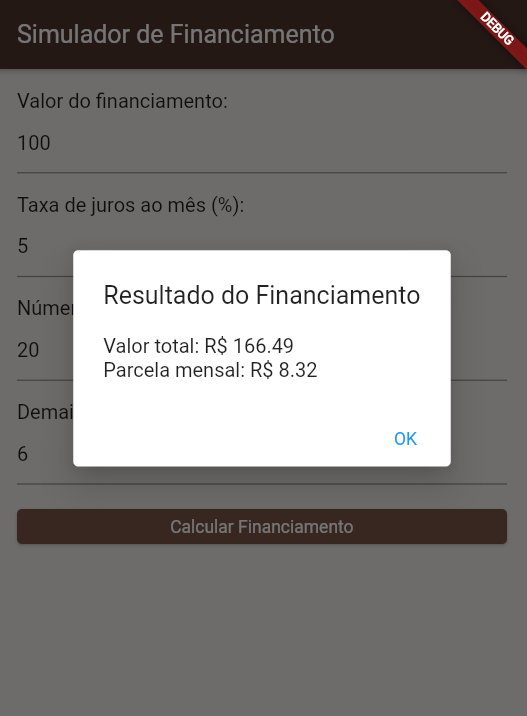 Simulador de Financiamento
DEBUG
Valor do financiamento:
100
Taxa de juros ao mês (%):
5
Núme
20
Demai
6
Resultado do Financiamento
Valor total: R$ 166.49
Parcela mensal: R$ 8.32
OK
Calcular Financiamento